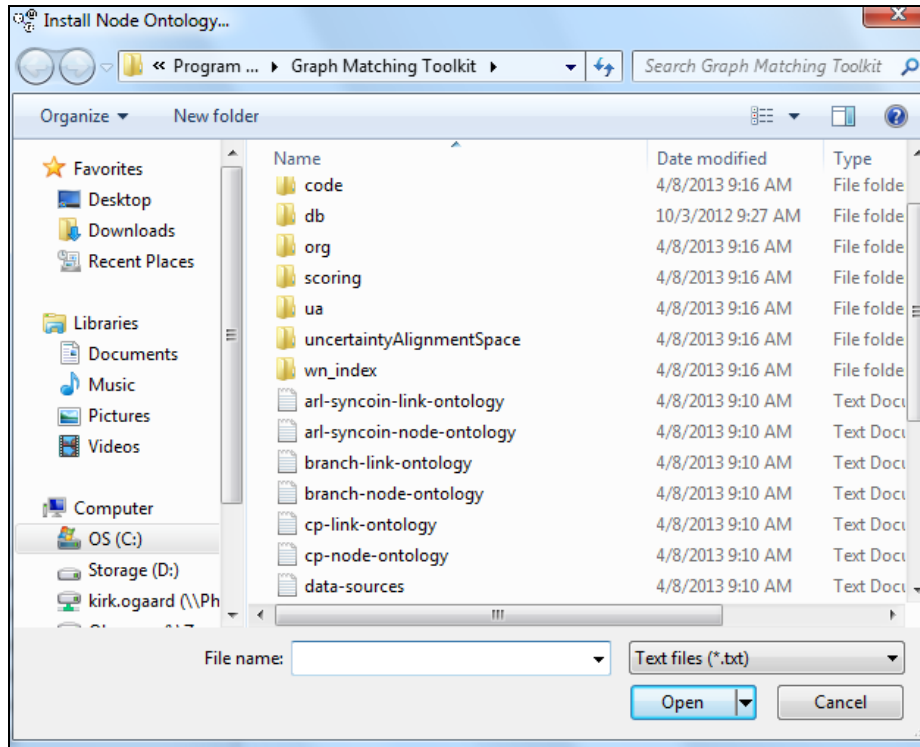 Install Node Ontology...
« Program ... ▸ Graph Matching Toolkit ▸ Search Graph Matching Toolkit
Organize ▾ New folder
Name Date modified Type
Favorites
Desktop
Downloads
Recent Places
Libraries
Documents
Music
Pictures
Videos
Computer
OS (C:)
Storage (D:)
kirk.ogaard (\\Ph
code 4/8/2013 9:16 AM File folde
db 10/3/2012 9:27 AM File folde
org 4/8/2013 9:16 AM File folde
scoring 4/8/2013 9:16 AM File folde
ua 4/8/2013 9:16 AM File folde
uncertaintyAlignmentSpace 4/8/2013 9:16 AM File folde
wn_index 4/8/2013 9:16 AM File folde
arl-syncoin-link-ontology 4/8/2013 9:10 AM Text Docu
arl-syncoin-node-ontology 4/8/2013 9:10 AM Text Docu
branch-link-ontology 4/8/2013 9:10 AM Text Docu
branch-node-ontology 4/8/2013 9:10 AM Text Docu
cp-link-ontology 4/8/2013 9:10 AM Text Docu
cp-node-ontology 4/8/2013 9:10 AM Text Docu
data-sources 4/8/2013 9:10 AM Text Docu
File name: Text files (*.txt)
Open Cancel